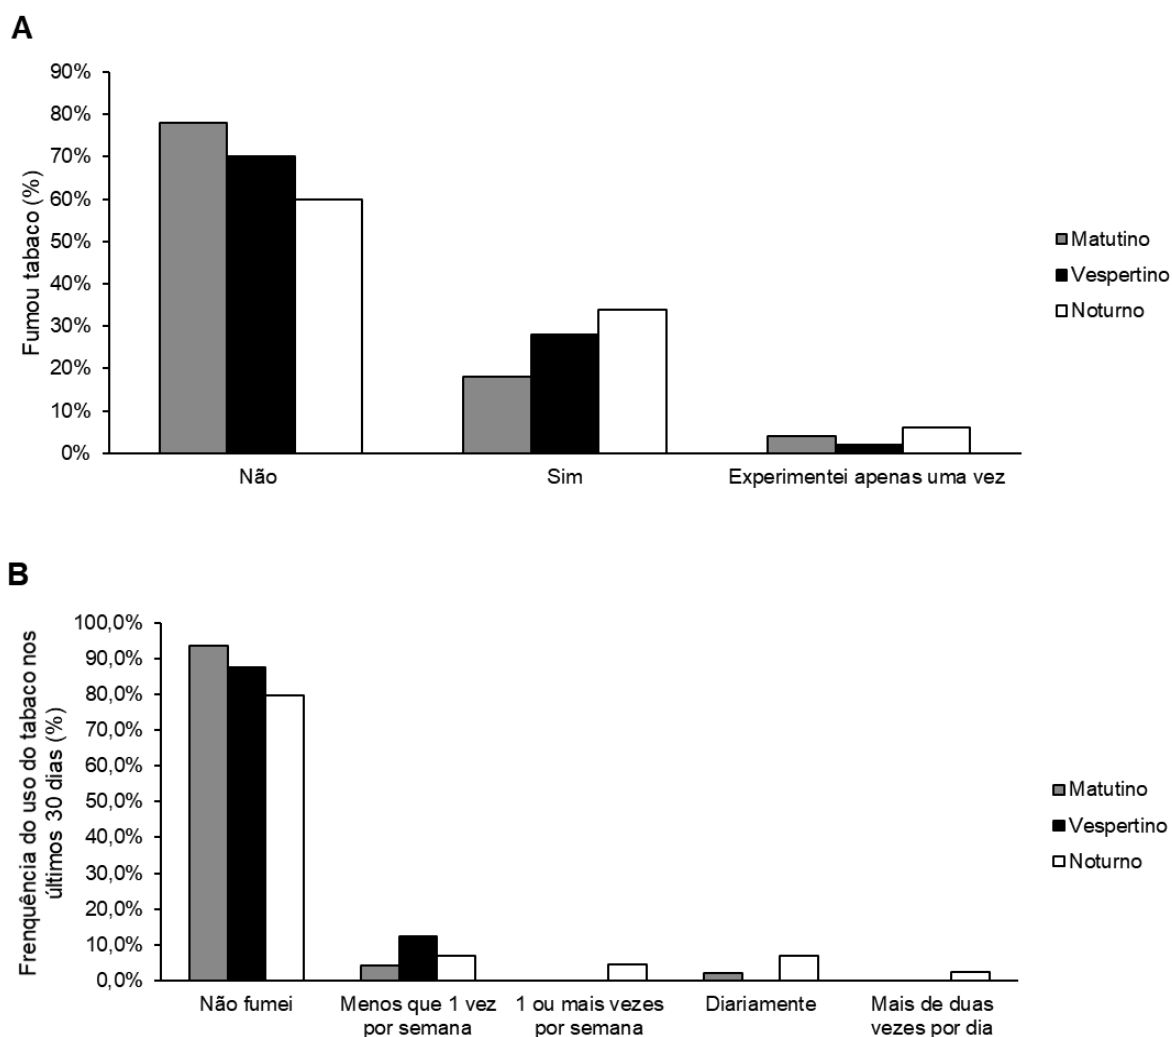 A
Fumou tabaco (%)
90%
80%
70%
60%
50%
40%
30%
20%
10%
0%
Não
Sim
Experimentei apenas uma vez
Matutino
Vespertino
Noturno
B
Frenquência do uso do tabaco nos
últimos 30 dias (%)
100,0%
90,0%
80,0%
70,0%
60,0%
50,0%
40,0%
30,0%
20,0%
10,0%
0,0%
Não fumei
Menos que 1 vez
por semana
1 ou mais vezes
por semana
Diariamente
Mais de duas
vezes por dia
Matutino
Vespertino
Noturno